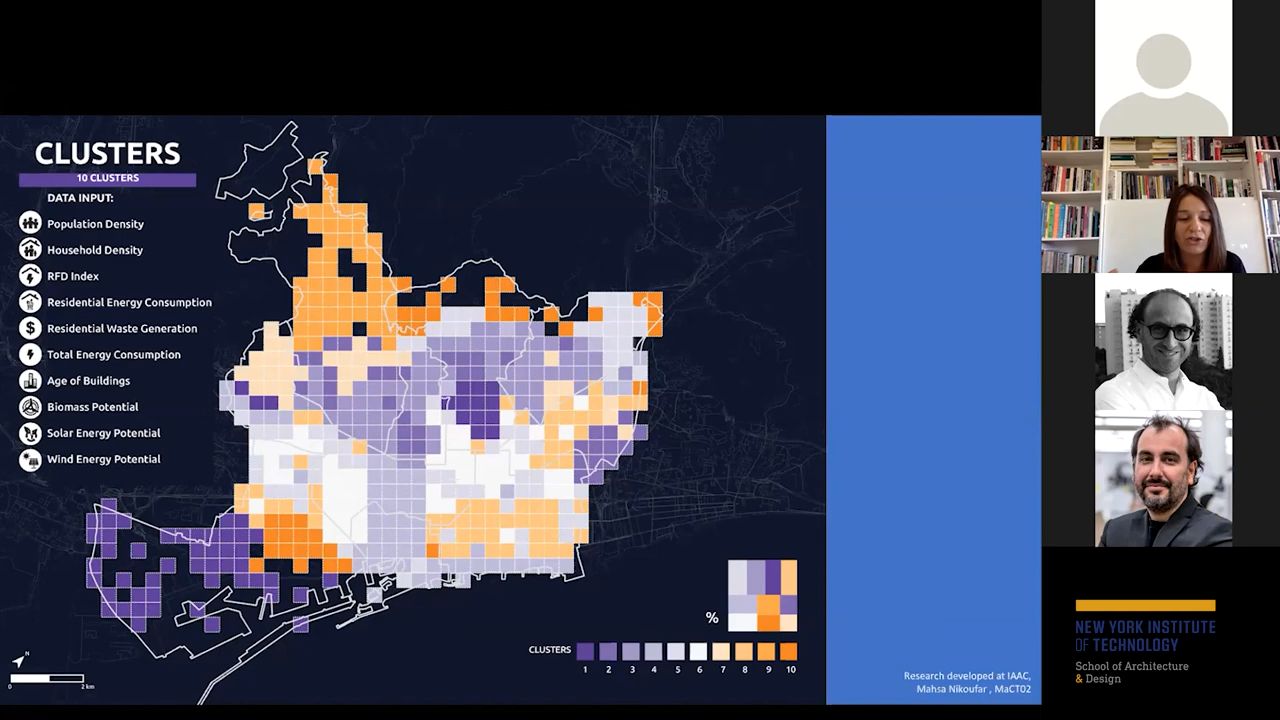 CLUSTERS
10 CLUSTERS
DATA INPUT:
Population Density
Household Density
RFD Index
Residential Energy Consumption
Residential Waste Generation
Total Energy Consumption
Age of Buildings
Biomass Potential
Solar Energy Potential
Wind Energy Potential
N
0 2 km
%
CLUSTERS
1 2 3 4 5 6 7 8 9 10
Research developed at IAAC,
Mahsa Nikoufar , MaCT02
NEW YORK INSTITUTE
OF TECHNOLOGY
School of Architecture
& Design